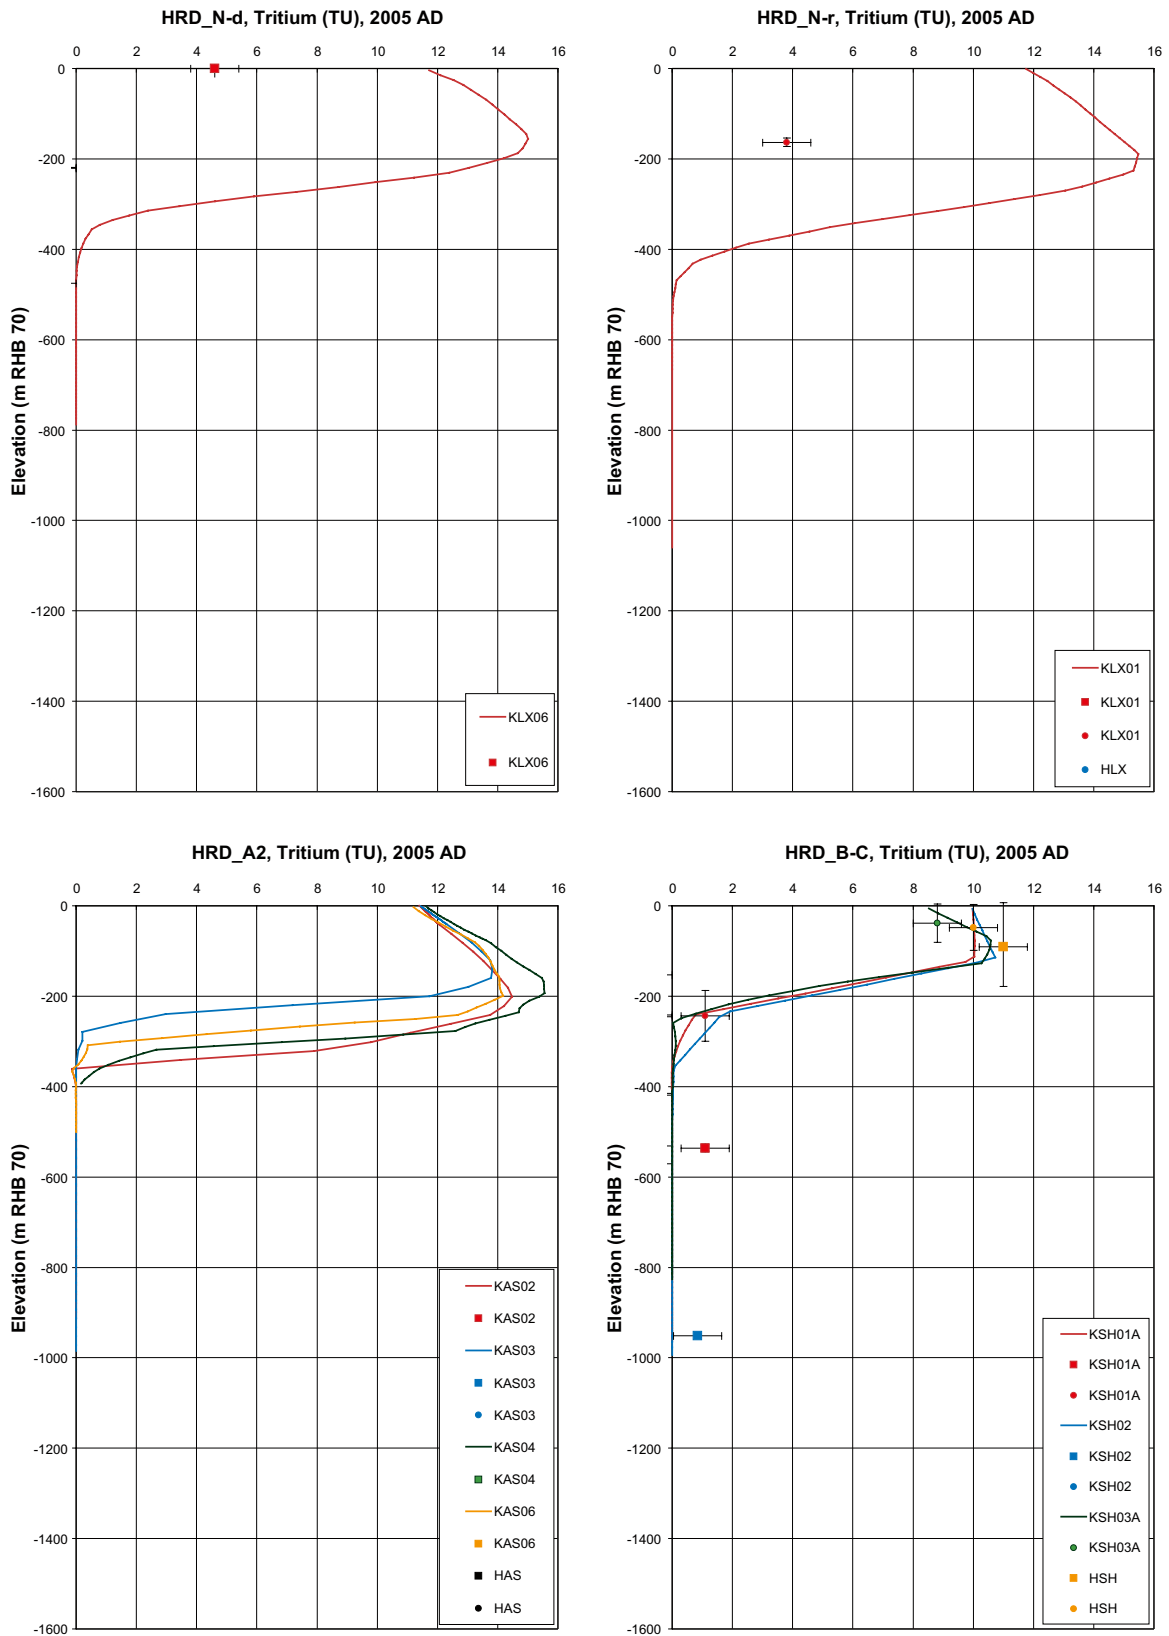 HRD_N-d, Tritium (TU), 2005 AD
0 2 4 6 8 10 12 14 16
0
-200
-400
-600
-800
-1000
-1200
-1400
-1600
Elevation (m RHB 70)
KLX06
KLX06
HRD_N-r, Tritium (TU), 2005 AD
0 2 4 6 8 10 12 14 16
0
-200
-400
-600
-800
-1000
-1200
-1400
-1600
Elevation (m RHB 70)
KLX01
KLX01
KLX01
HLX
HRD_A2, Tritium (TU), 2005 AD
0 2 4 6 8 10 12 14 16
0
-200
-400
-600
-800
-1000
-1200
-1400
-1600
Elevation (m RHB 70)
KAS02
KAS02
KAS03
KAS03
KAS03
KAS04
KAS04
KAS06
KAS06
HAS
HAS
HRD_B-C, Tritium (TU), 2005 AD
0 2 4 6 8 10 12 14 16
0
-200
-400
-600
-800
-1000
-1200
-1400
-1600
Elevation (m RHB 70)
KSH01A
KSH01A
KSH01A
KSH02
KSH02
KSH02
KSH03A
KSH03A
HSH
HSH